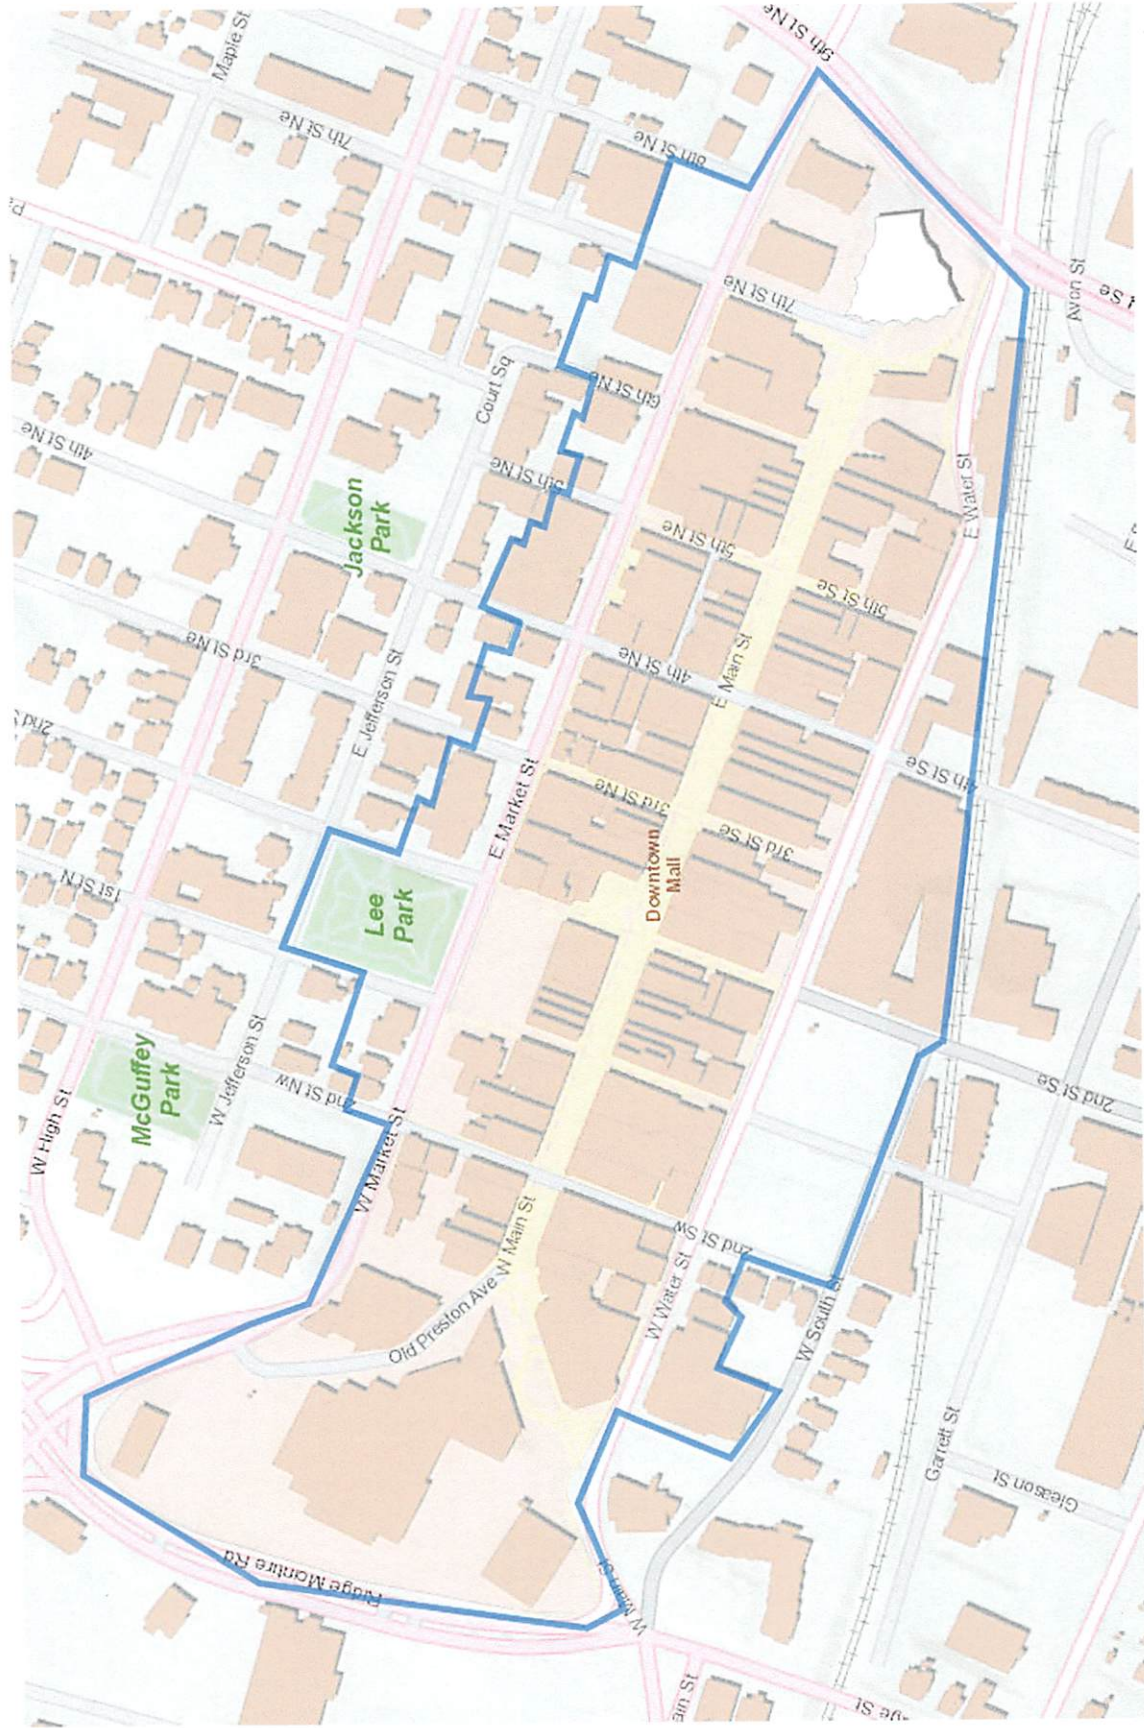 9th St Ne
Maple St
7th St Ne
8th St Ne
Avon St
7th St Ne
Court Sq
6th St Ne
4th St Ne
5th St Ne
E Water St
Jackson
Park
5th St Ne
5th St Se
3rd St Ne
4th St Ne
E Main St
E Jefferson St
4th St Se
3rd St Ne
E Market St
3rd St Se
Downtown
Mall
1st St N
Lee
Park
McGuffey
Park
W Jefferson St
2nd St Nw
2nd St Se
W High St
W Market St
W Main St
2nd St Sw
Old Preston Ave
W Water St
W South St
Garrett St
Gleason St
Ridge McIntire Rd
W Main St